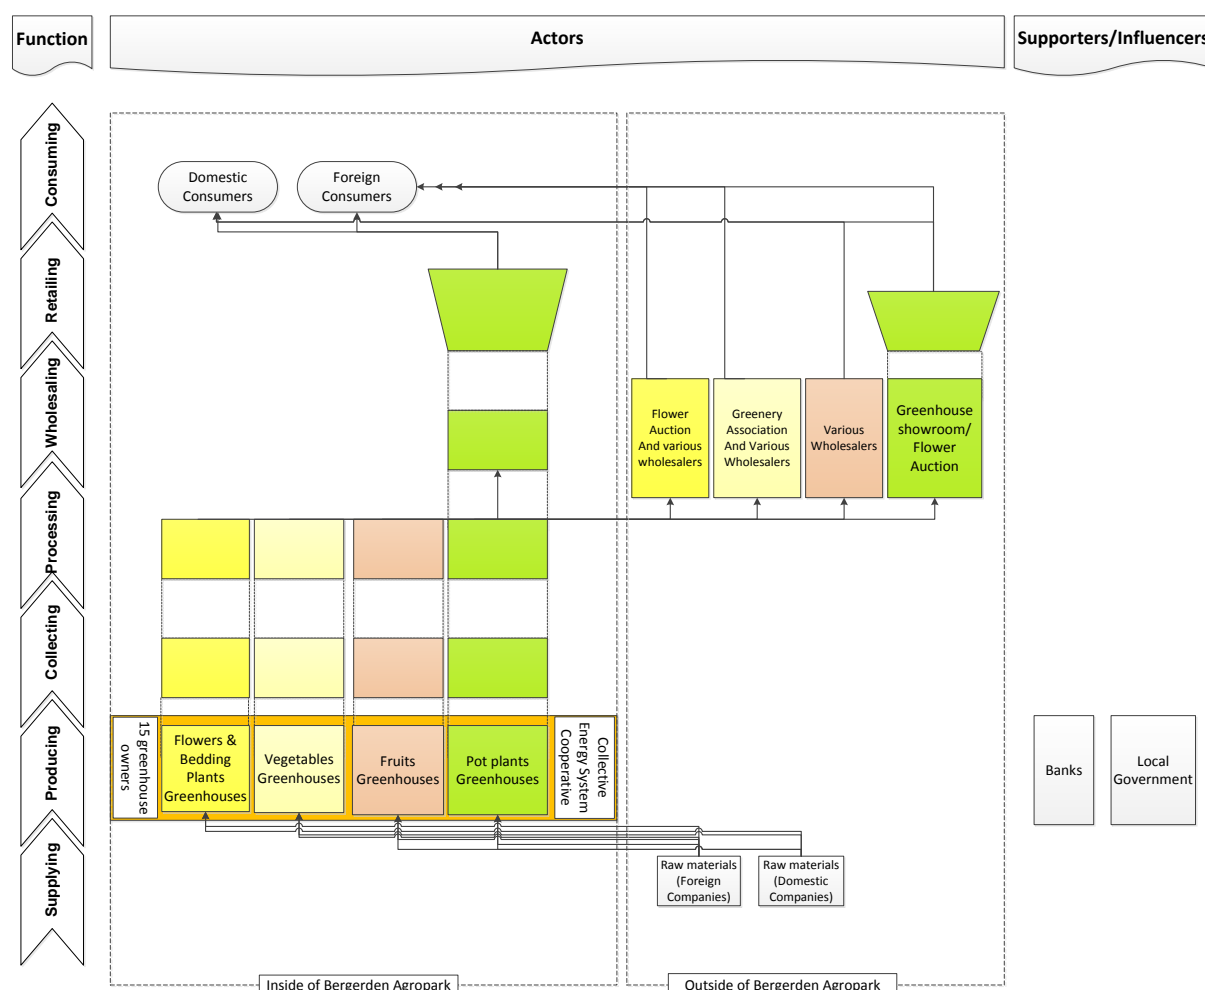 Function
Actors
Supporters/Influencers
Consuming
Retailing
Wholesaling
Processing
Collecting
Producing
Supplying
Domestic
Consumers
Foreign
Consumers
Flower
Auction
And various
wholesalers
Greenery
Association
And Various
Wholesalers
Various
Wholesalers
Greenhouse
showroom/
Flower
Auction
15 greenhouse
owners
Flowers &
Bedding
Plants
Greenhouses
Vegetables
Greenhouses
Fruits
Greenhouses
Pot plants
Greenhouses
Collective
Energy System
Cooperative
Banks
Local
Government
Raw materials
(Foreign
Companies)
Raw materials
(Domestic
Companies)
Inside of Bergerden Agropark
Outside of Bergerden Agropark